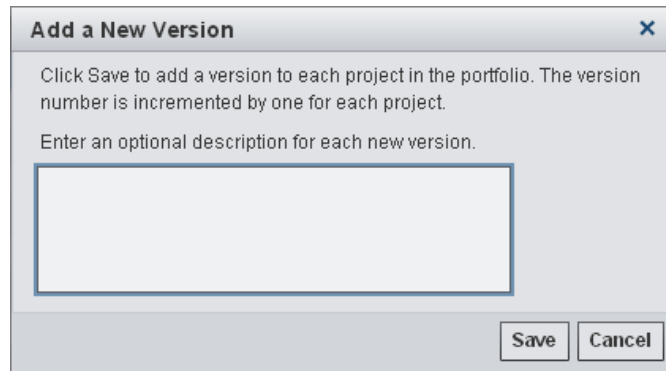 Add a New Version
Click Save to add a version to each project in the portfolio. The version
number is incremented by one for each project.
Enter an optional description for each new version.
Save Cancel